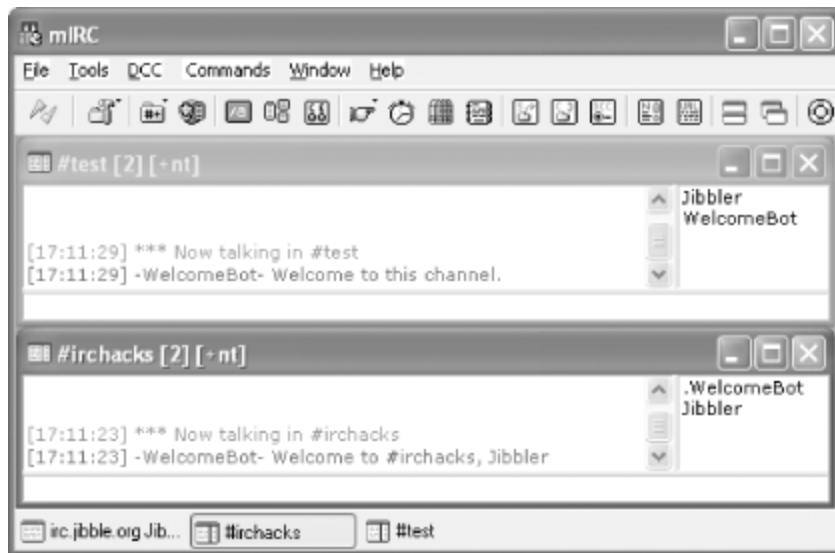 mIRC
File Tools DCC Commands Window Help
#test [2] [+nt]
Jibbler
WelcomeBot
[17:11:29] *** Now talking in #test
[17:11:29] -WelcomeBot- Welcome to this channel.
#irchacks [2] [+nt]
.WelcomeBot
Jibbler
[17:11:23] *** Now talking in #irchacks
[17:11:23] -WelcomeBot- Welcome to #irchacks, Jibbler
irc.jibble.org Jib... #irchacks #test